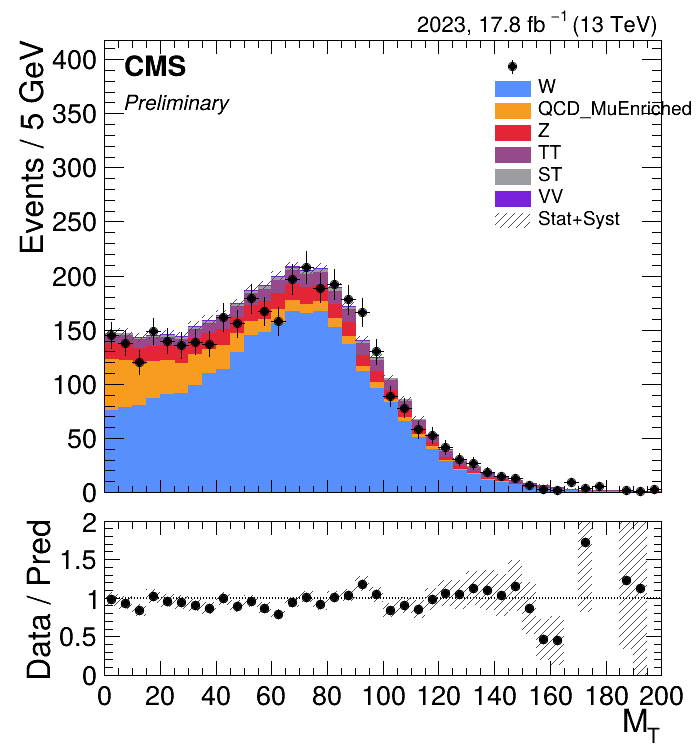 2023, 17.8 fb⁻¹ (13 TeV)
CMS
Preliminary
Events / 5 GeV
400
350
300
250
200
150
100
50
0
W
QCD_MuEnriched
Z
TT
ST
VV
Stat+Syst
Data / Pred
2
1.5
1
0.5
0
0 20 40 60 80 100 120 140 160 180 200
M_T